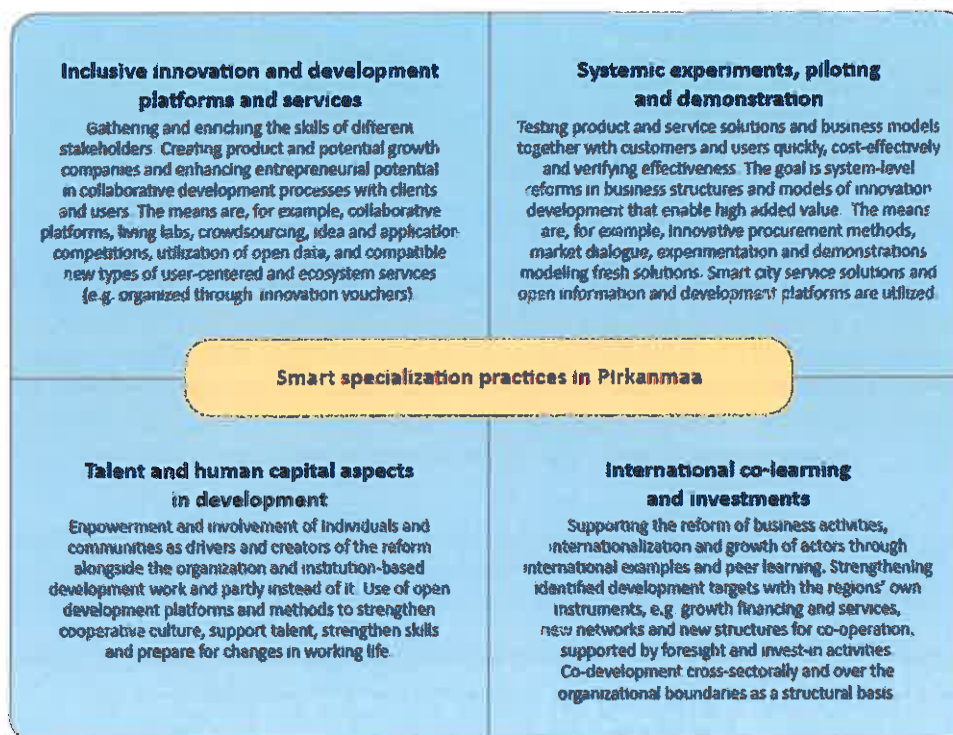 Inclusive innovation and development
platforms and services
Gathering and enriching the skills of different
stakeholders. Creating product and potential growth
companies and enhancing entrepreneurial potential
in collaborative development processes with clients
and users. The means are, for example, collaborative
platforms, living labs, crowdsourcing, idea and application
competitions, utilization of open data, and compatible
new types of user-centered and ecosystem services
(e.g. organized through innovation vouchers)
Systemic experiments, piloting
and demonstration
Testing product and service solutions and business models
together with customers and users quickly, cost-effectively
and verifying effectiveness. The goal is system-level
reforms in business structures and models of innovation
development that enable high added value. The means
are, for example, innovative procurement methods,
market dialogue, experimentation and demonstrations
modeling fresh solutions. Smart city service solutions and
open information and development platforms are utilized
Smart specialization practices in Pirkanmaa
Talent and human capital aspects
in development
Enpowerment and involvement of individuals and
communities as drivers and creators of the reform
alongside the organization and institution-based
development work and partly instead of it. Use of open
development platforms and methods to strengthen
cooperative culture, support talent, strengthen skills
and prepare for changes in working life.
International co-learning
and investments
Supporting the reform of business activities,
internationalization and growth of actors through
international examples and peer learning. Strengthening
identified development targets with the regions' own
instruments, e.g. growth financing and services,
new networks and new structures for co-operation,
supported by foresight and invest-in activities
Co-development cross-sectorally and over the
organizational boundaries as a structural basis